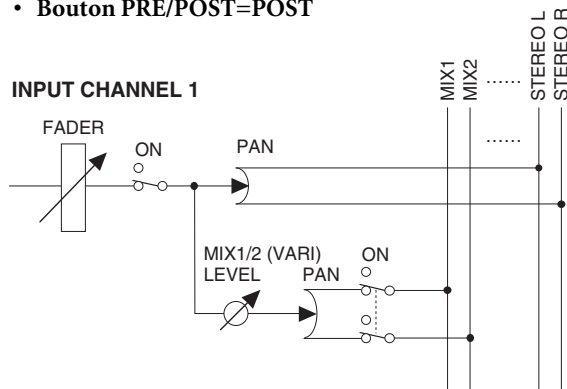 • Bouton PRE/POST=POST
INPUT CHANNEL 1
FADER
ON
PAN
MIX1
MIX2
......
STEREO L
STEREO R
......
MIX1/2 (VARI)
LEVEL
PAN
ON